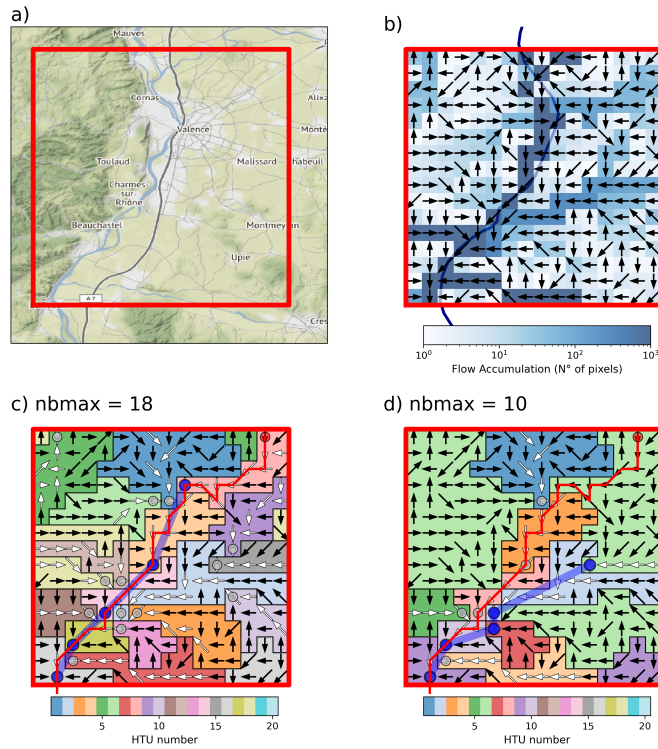 a)
Mauves
Cornas
Alixa
Valence
Monté
Toulaud
Malissard
habeuil
Charmes-
sur-
Rhône
Beauchastel
Montmey
n
Upie
A 7
Cres
b)
10⁰ 10¹ 10² 10³
Flow Accumulation (N° of pixels)
c) nbmax = 18
5 10 15 20
HTU number
d) nbmax = 10
5 10 15 20
HTU number